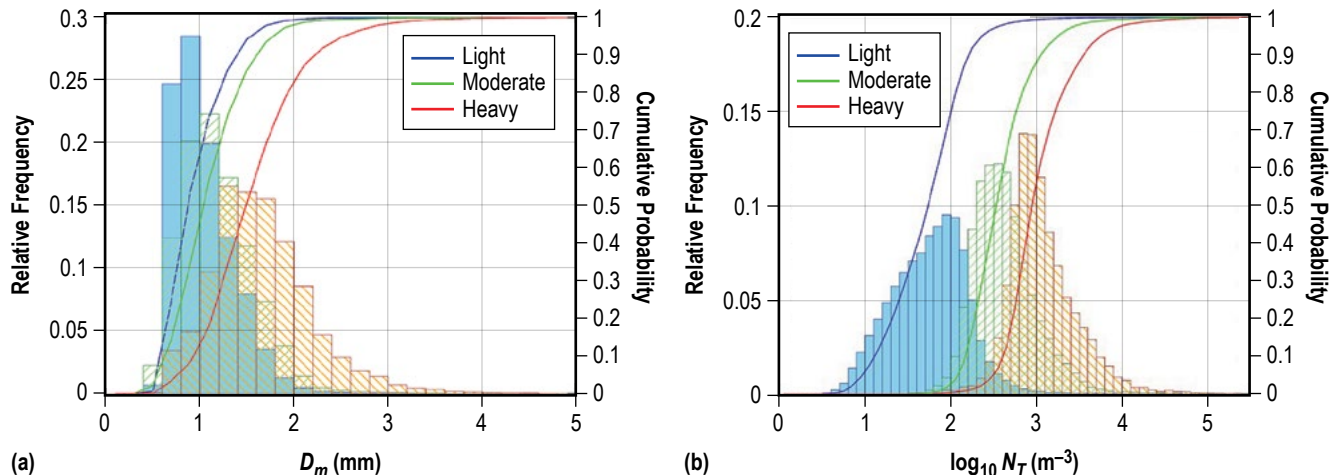 0.3
0.25
0.2
0.15
0.1
0.05
0
Relative Frequency
1
0.9
0.8
0.7
0.6
0.5
0.4
0.3
0.2
0.1
0
Cumulative Probability
Light
Moderate
Heavy
0 1 2 3 4 5
(a) Dm (mm)
0.2
0.15
0.1
0.05
0
Relative Frequency
1
0.9
0.8
0.7
0.6
0.5
0.4
0.3
0.2
0.1
0
Cumulative Probability
Light
Moderate
Heavy
0 1 2 3 4 5
(b) log₁₀ NT (m⁻³)